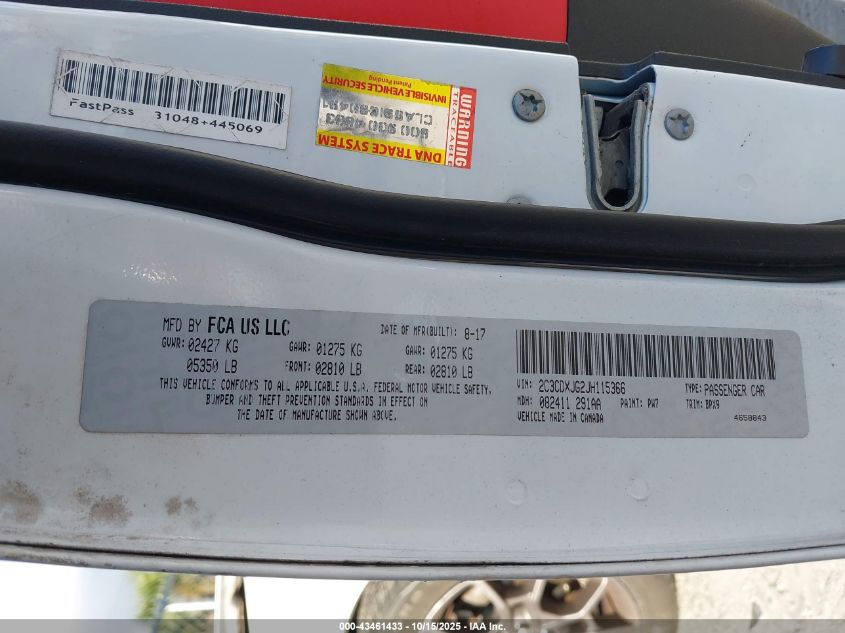 FastPass 31048+445069
WARNING
TRACEABLE
INVISIBLE VEHICLE SECURITY
Patent Pending
DNA TRACE SYSTEM
MFD BY FCA US LLC
DATE OF MFR(BUILT): 8-17
GVWR: 02427 KG GAWR: 01275 KG GAWR: 01275 KG
05350 LB FRONT: 02810 LB REAR: 02810 LB
THIS VEHICLE CONFORMS TO ALL APPLICABLE U.S.A. FEDERAL MOTOR VEHICLE SAFETY,
BUMPER AND THEFT PREVENTION STANDARDS IN EFFECT ON
THE DATE OF MANUFACTURE SHOWN ABOVE.
VIN: 2C3CDXJG2JH115366 TYPE: PASSENGER CAR
MDH: 082411 291AA PAINT: PW7 TRIM: BPX9
VEHICLE MADE IN CANADA 4650843
000-43461433 - 10/15/2025 - IAA Inc.